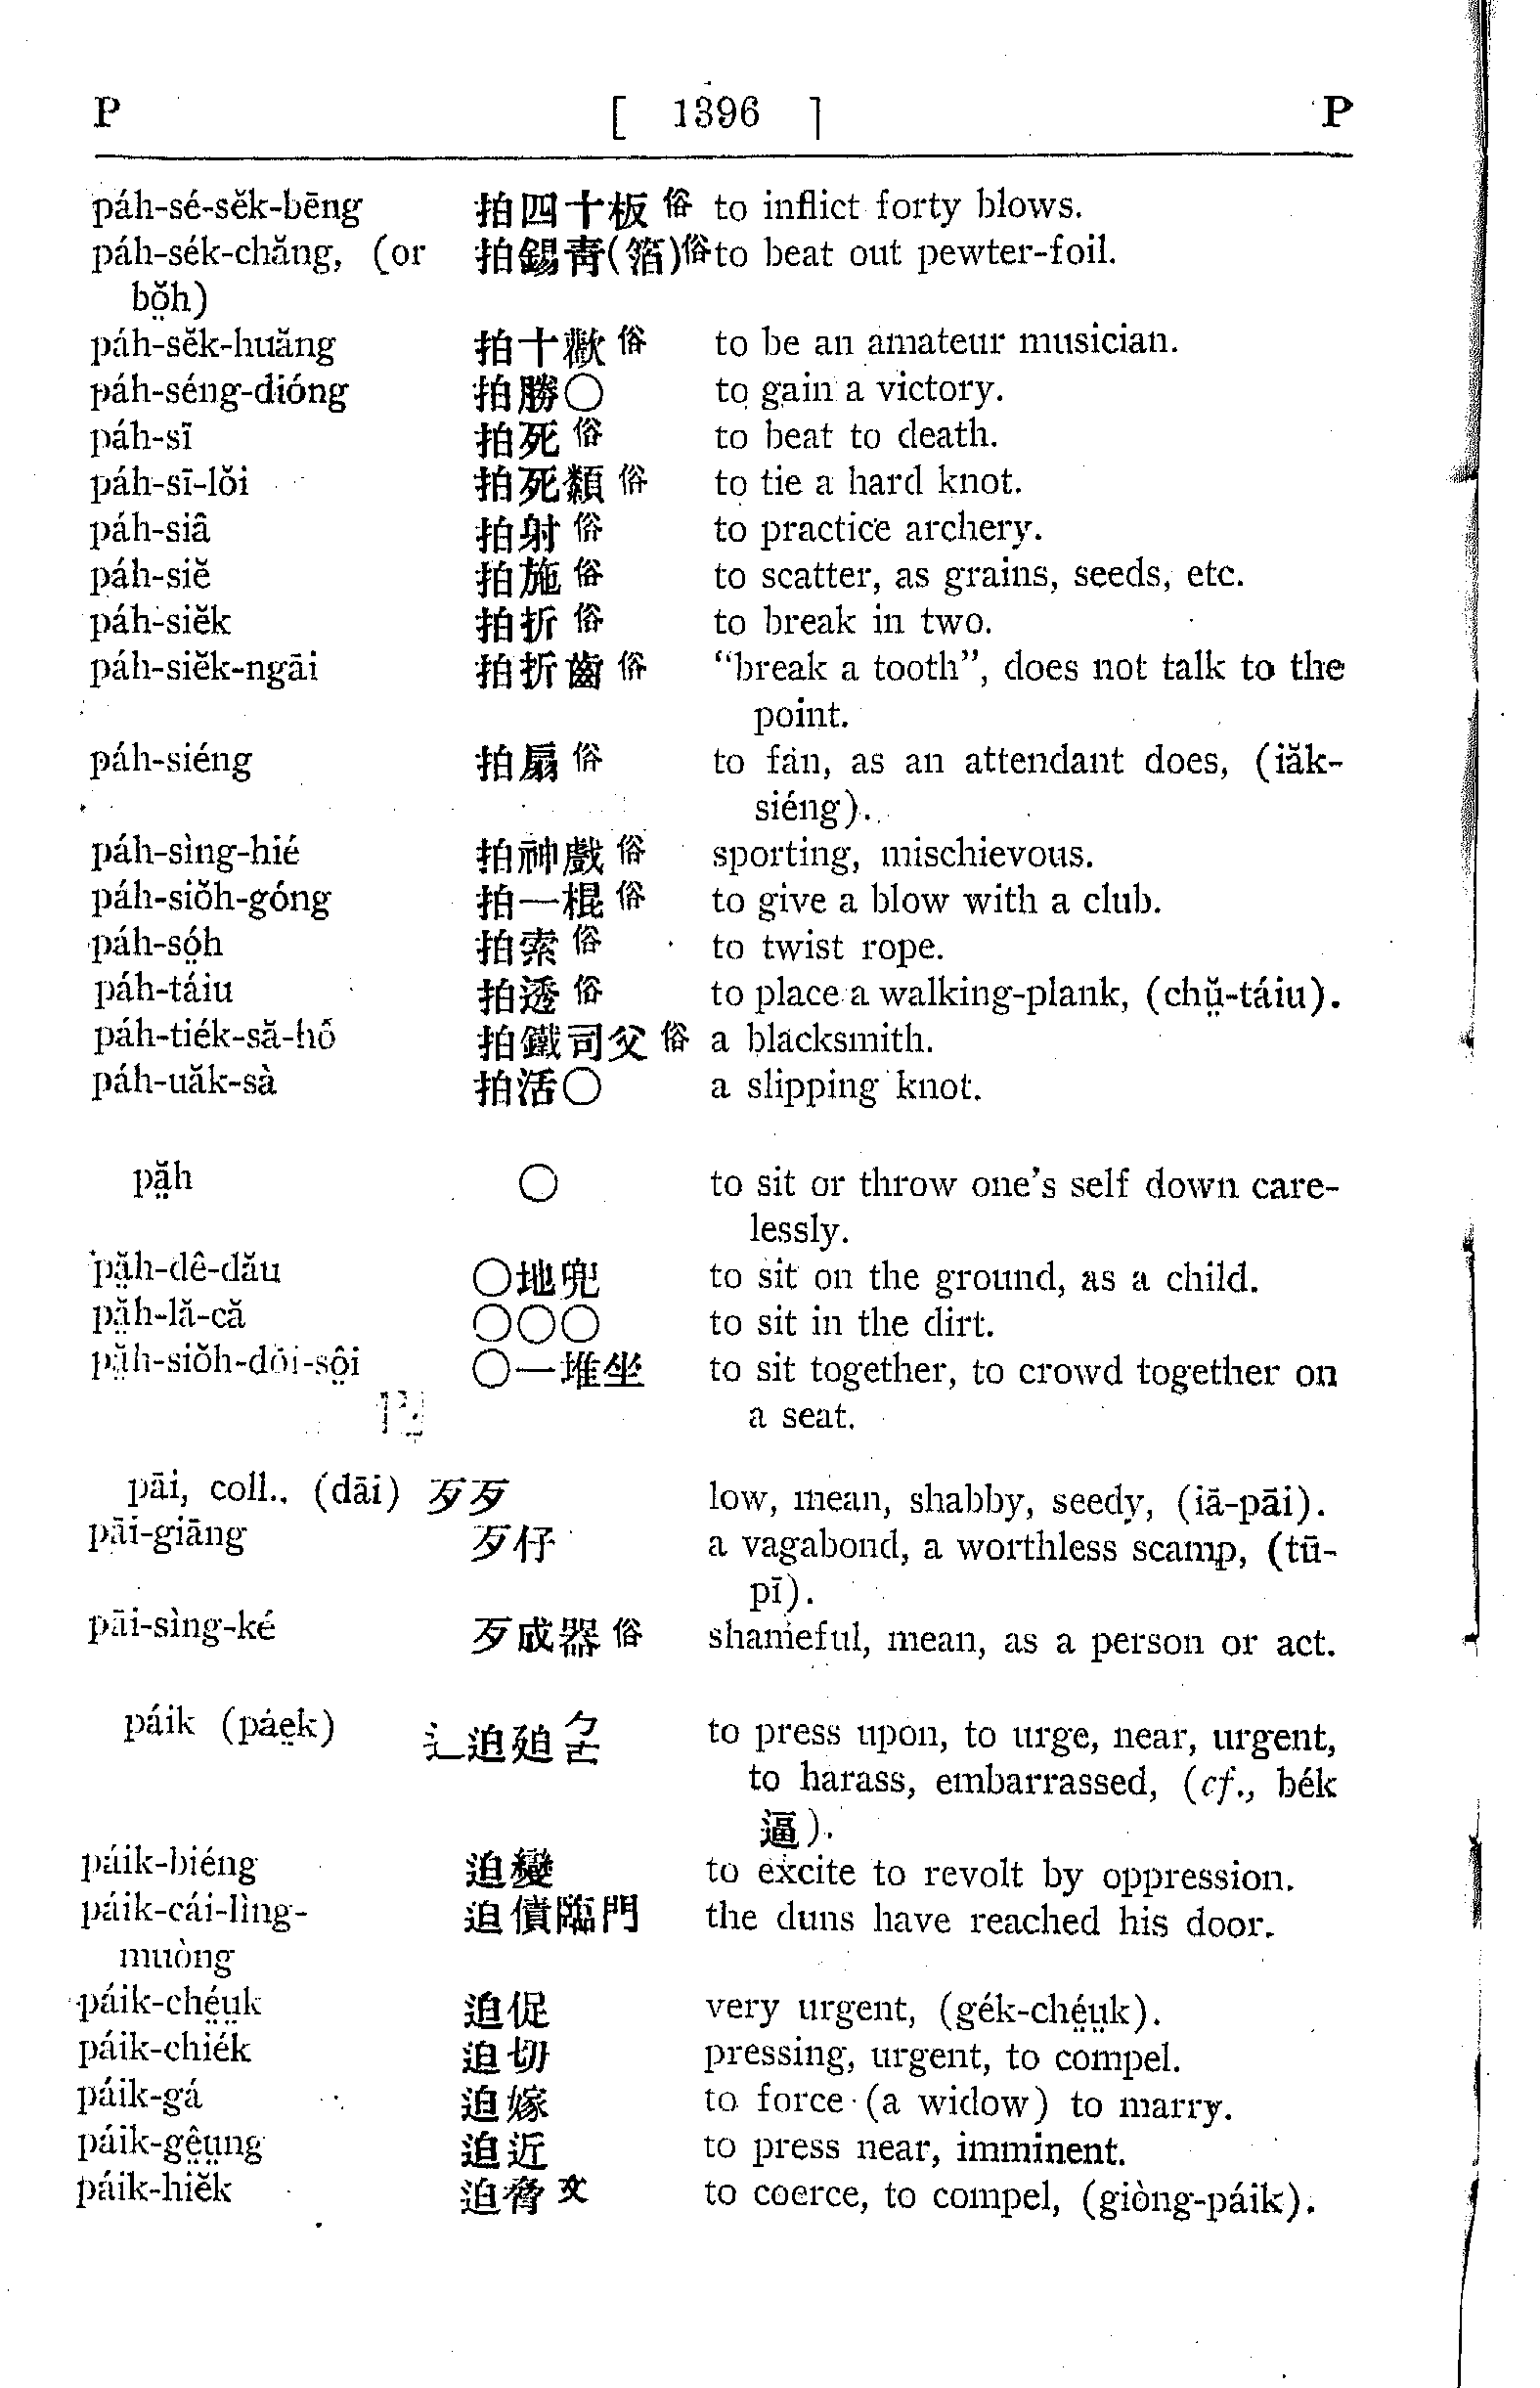 P [ 1396 ] P
páh-sé-sĕk-bēng 拍四十板俗 to inflict forty blows.
páh-sék-chăng, (or 拍錫靑(箔)俗 to beat out pewter-foil.
bŏ̤h)
páh-sĕk-huăng 拍十歡俗 to be an amateur musician.
páh-séng-dióng 拍勝〇 to gain a victory.
páh-sī 拍死俗 to beat to death.
páh-sī-lŏi 拍死纇俗 to tie a hard knot.
páh-siâ 拍射俗 to practice archery.
páh-siĕ 拍施俗 to scatter, as grains, seeds, etc.
páh-siĕk 拍折俗 to break in two.
páh-siĕk-ngāi 拍折齒俗 "break a tooth", does not talk to the
point.
páh-siéng 拍扇俗 to fan, as an attendant does, (iăk-
siéng).
páh-sìng-hié 拍神戲俗 sporting, mischievous.
páh-siŏh-góng 拍一棍俗 to give a blow with a club.
páh-só̤h 拍索俗 to twist rope.
páh-táiu 拍透俗 to place a walking-plank, (chṳ̆-táiu).
páh-tiék-să-hô 拍鐵司父俗 a blacksmith.
páh-uăk-sà 拍活〇 a slipping knot.
pă̤h 〇 to sit or throw one's self down care-
lessly.
pă̤h-dê-dău 〇地兜 to sit on the ground, as a child.
pă̤h-lă-că 〇〇〇 to sit in the dirt.
pă̤h-siŏh-dŏi-sô̤i 〇一堆坐 to sit together, to crowd together on
a seat.
pāi, coll., (dāi) 歹歹 low, mean, shabby, seedy, (iā-pāi).
pāi-giāng 歹仔 a vagabond, a worthless scamp, (tū-
pī).
pāi-sìng-ké 歹成器俗 shameful, mean, as a person or act.
páik (páe̤k) 辶迫廹 to press upon, to urge, near, urgent,
to harass, embarrassed, (cf., bék
逼).
páik-biéng 迫變 to excite to revolt by oppression.
páik-cái-lìng- 迫債臨門 the duns have reached his door.
muòng
páik-ché̤ṳk 迫促 very urgent, (gék-ché̤ṳk).
páik-chiék 迫切 pressing, urgent, to compel.
páik-gá 迫嫁 to force (a widow) to marry.
páik-gê̤ṳng 迫近 to press near, imminent.
páik-hiĕk 迫脅文 to coerce, to compel, (giòng-páik).